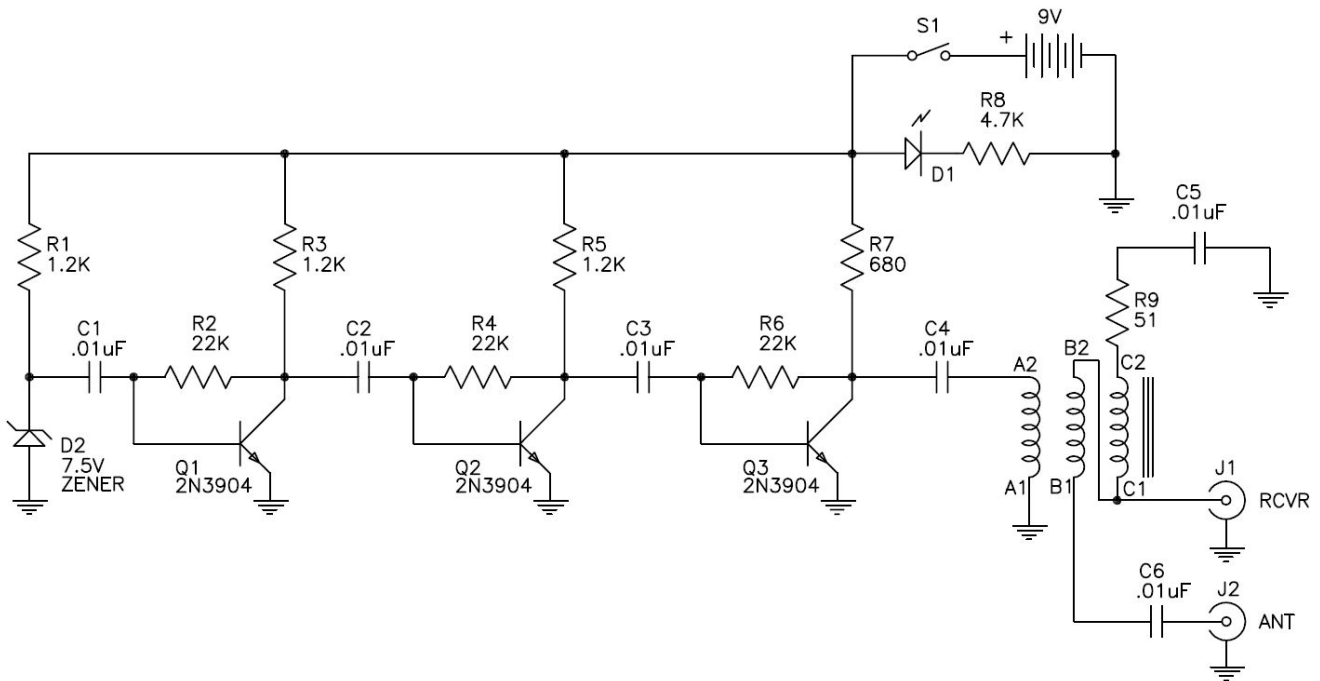 S1
9V
+
R8
4.7K
D1
C5
.01uF
R1
1.2K
R3
1.2K
R5
1.2K
R7
680
R9
51
C1
.01uF
R2
22K
C2
.01uF
R4
22K
C3
.01uF
R6
22K
C4
.01uF
A2
B2
C2
D2
7.5V
ZENER
Q1
2N3904
Q2
2N3904
Q3
2N3904
A1
B1
C1
J1
RCVR
C6
.01uF
J2
ANT